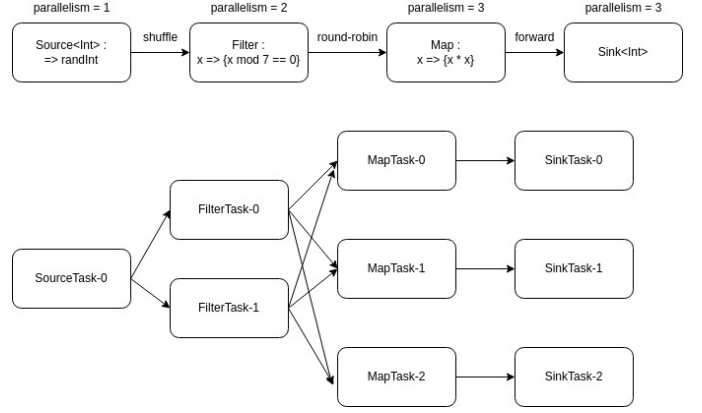 parallelism = 1
parallelism = 2
parallelism = 3
parallelism = 3
Source<Int> :
=> randInt
shuffle
Filter :
x => {x mod 7 == 0}
round-robin
Map :
x => {x * x}
forward
Sink<Int>
MapTask-0
SinkTask-0
FilterTask-0
SourceTask-0
MapTask-1
SinkTask-1
FilterTask-1
MapTask-2
SinkTask-2